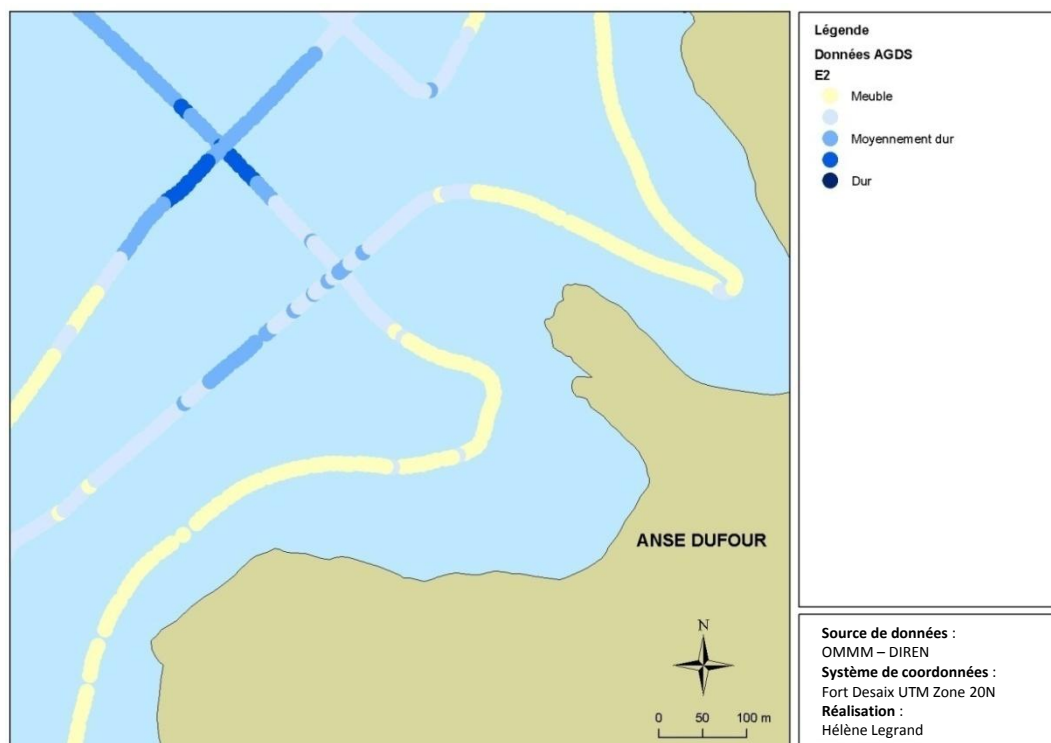 Légende
Données AGDS
E2
Meuble
Moyennement dur
Dur
ANSE DUFOUR
N
0 50 100 m
Source de données :
OMMM – DIREN
Système de coordonnées :
Fort Desaix UTM Zone 20N
Réalisation :
Hélène Legrand